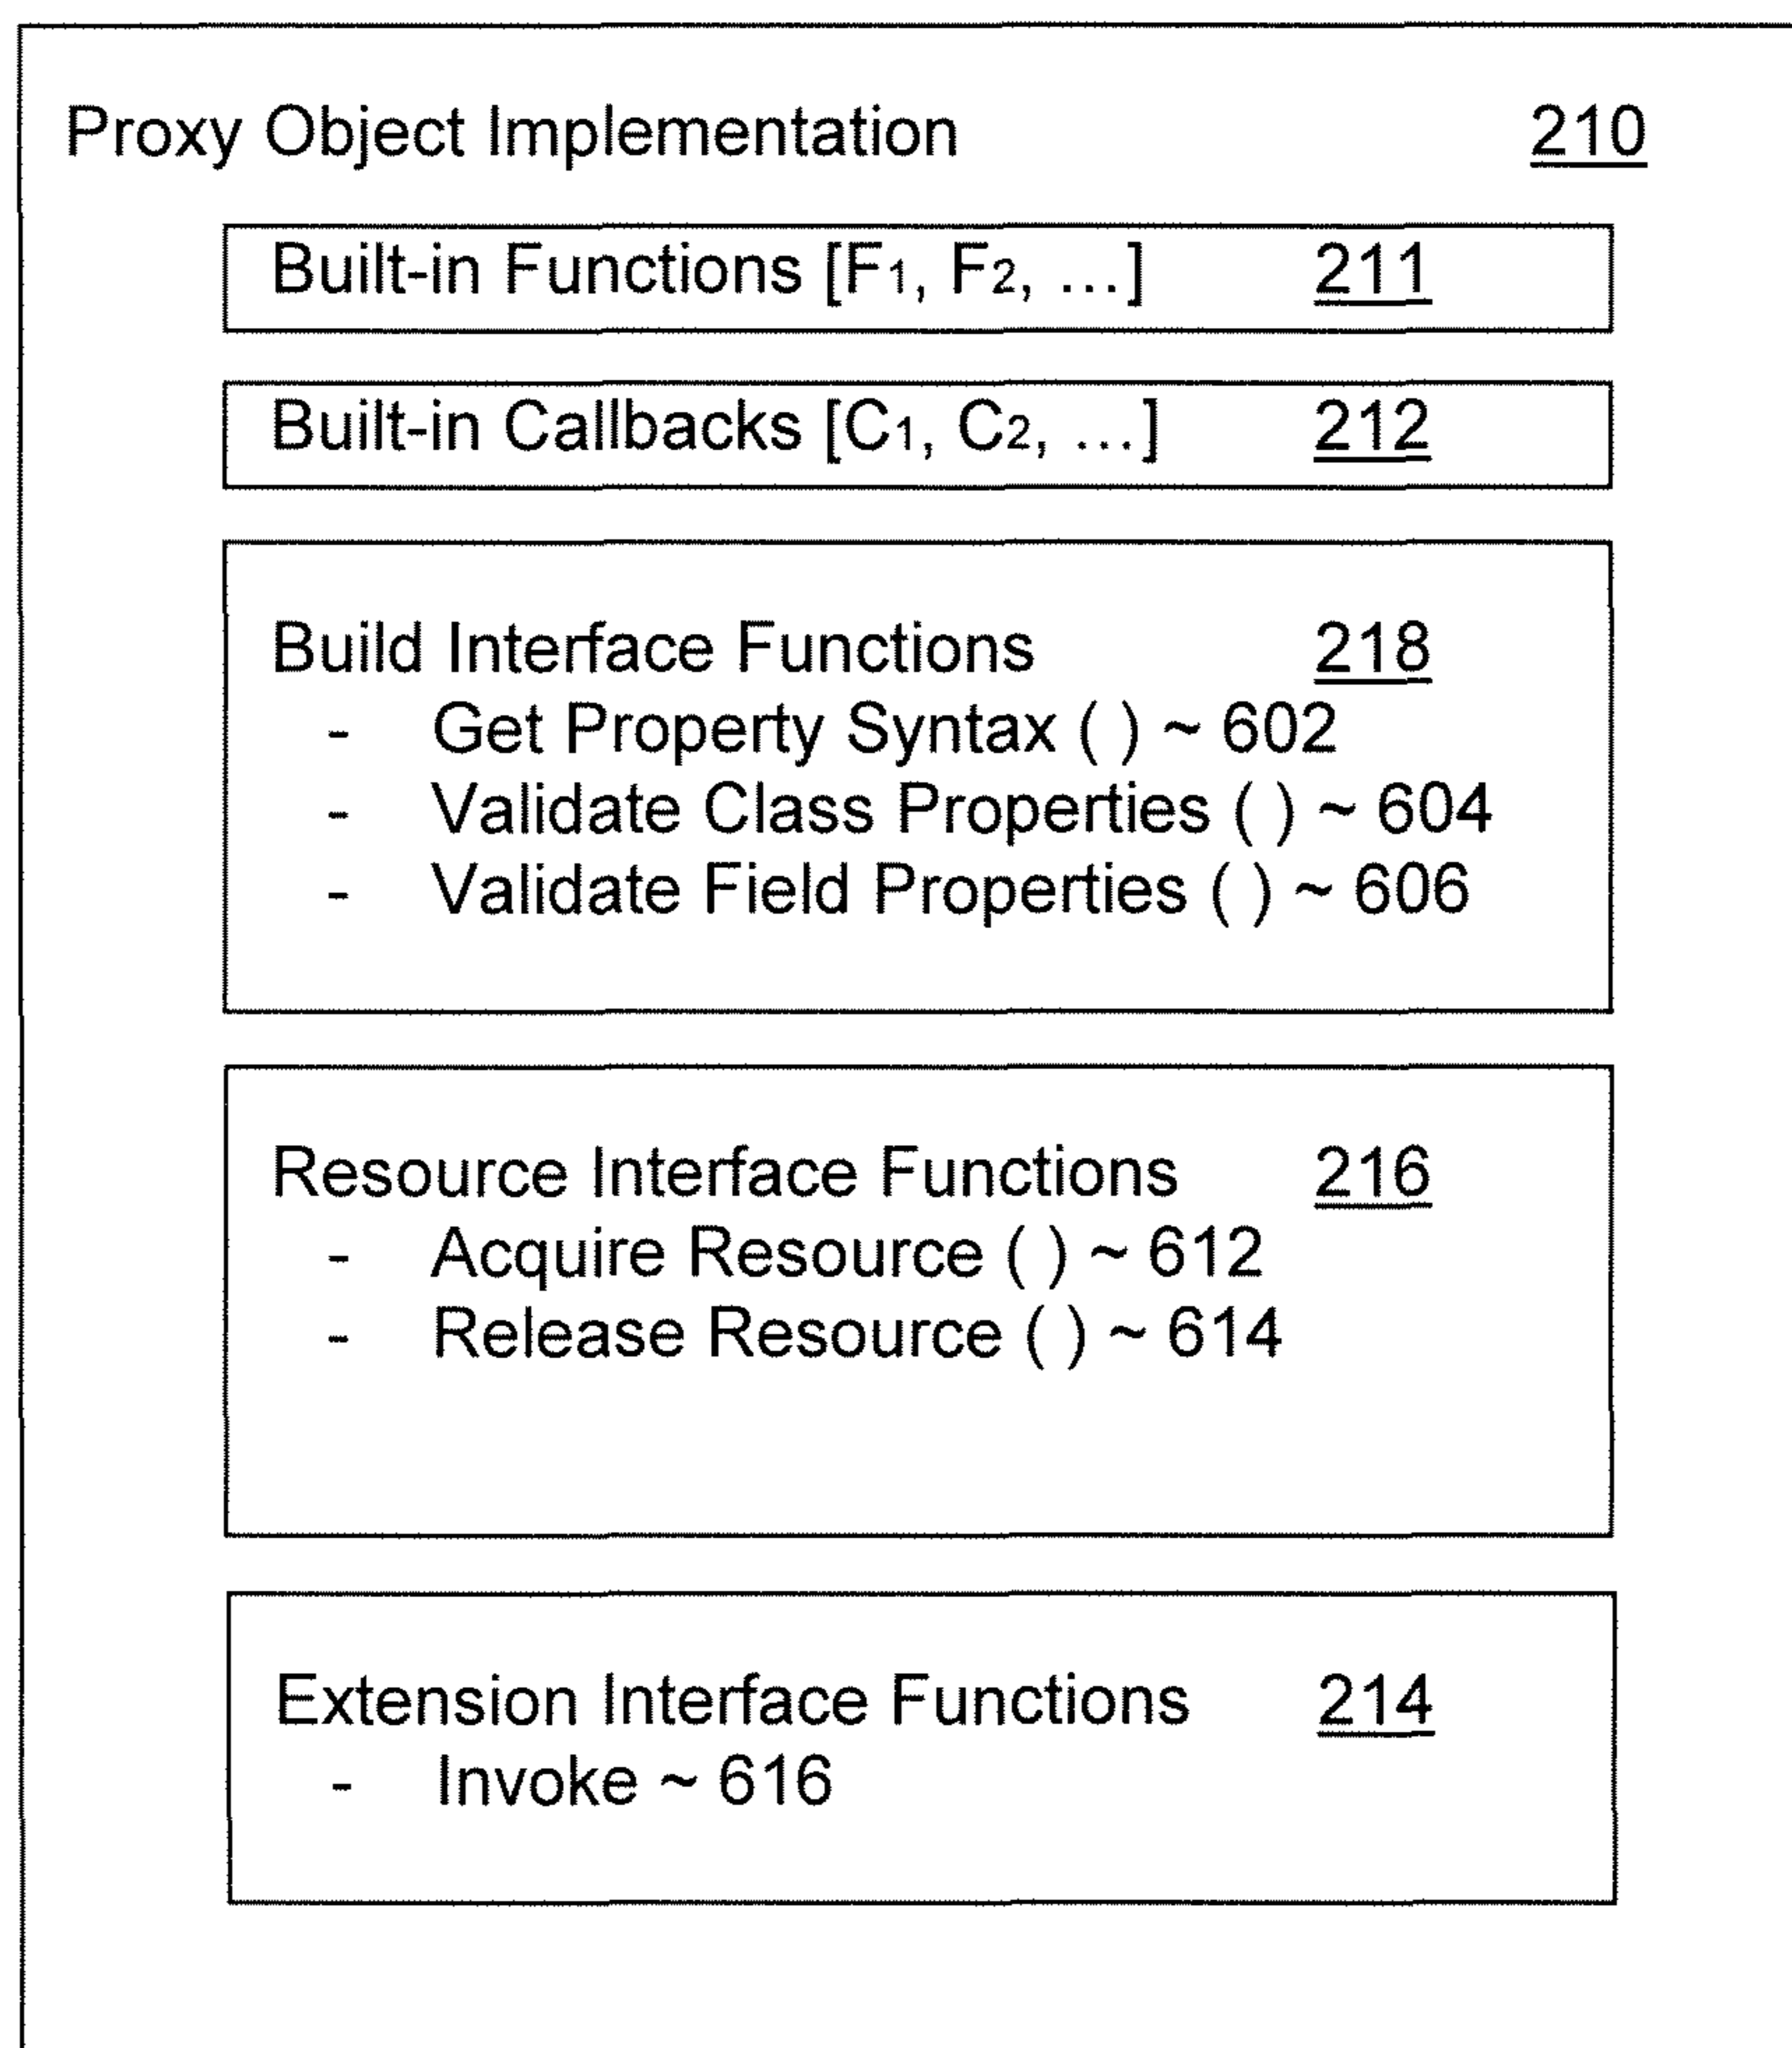 Proxy Object Implementation 210
Built-in Functions [F1, F2, ...] 211
Built-in Callbacks [C1, C2, ...] 212
Build Interface Functions 218
- Get Property Syntax ( ) ~ 602
- Validate Class Properties ( ) ~ 604
- Validate Field Properties ( ) ~ 606
Resource Interface Functions 216
- Acquire Resource ( ) ~ 612
- Release Resource ( ) ~ 614
Extension Interface Functions 214
- Invoke ~ 616